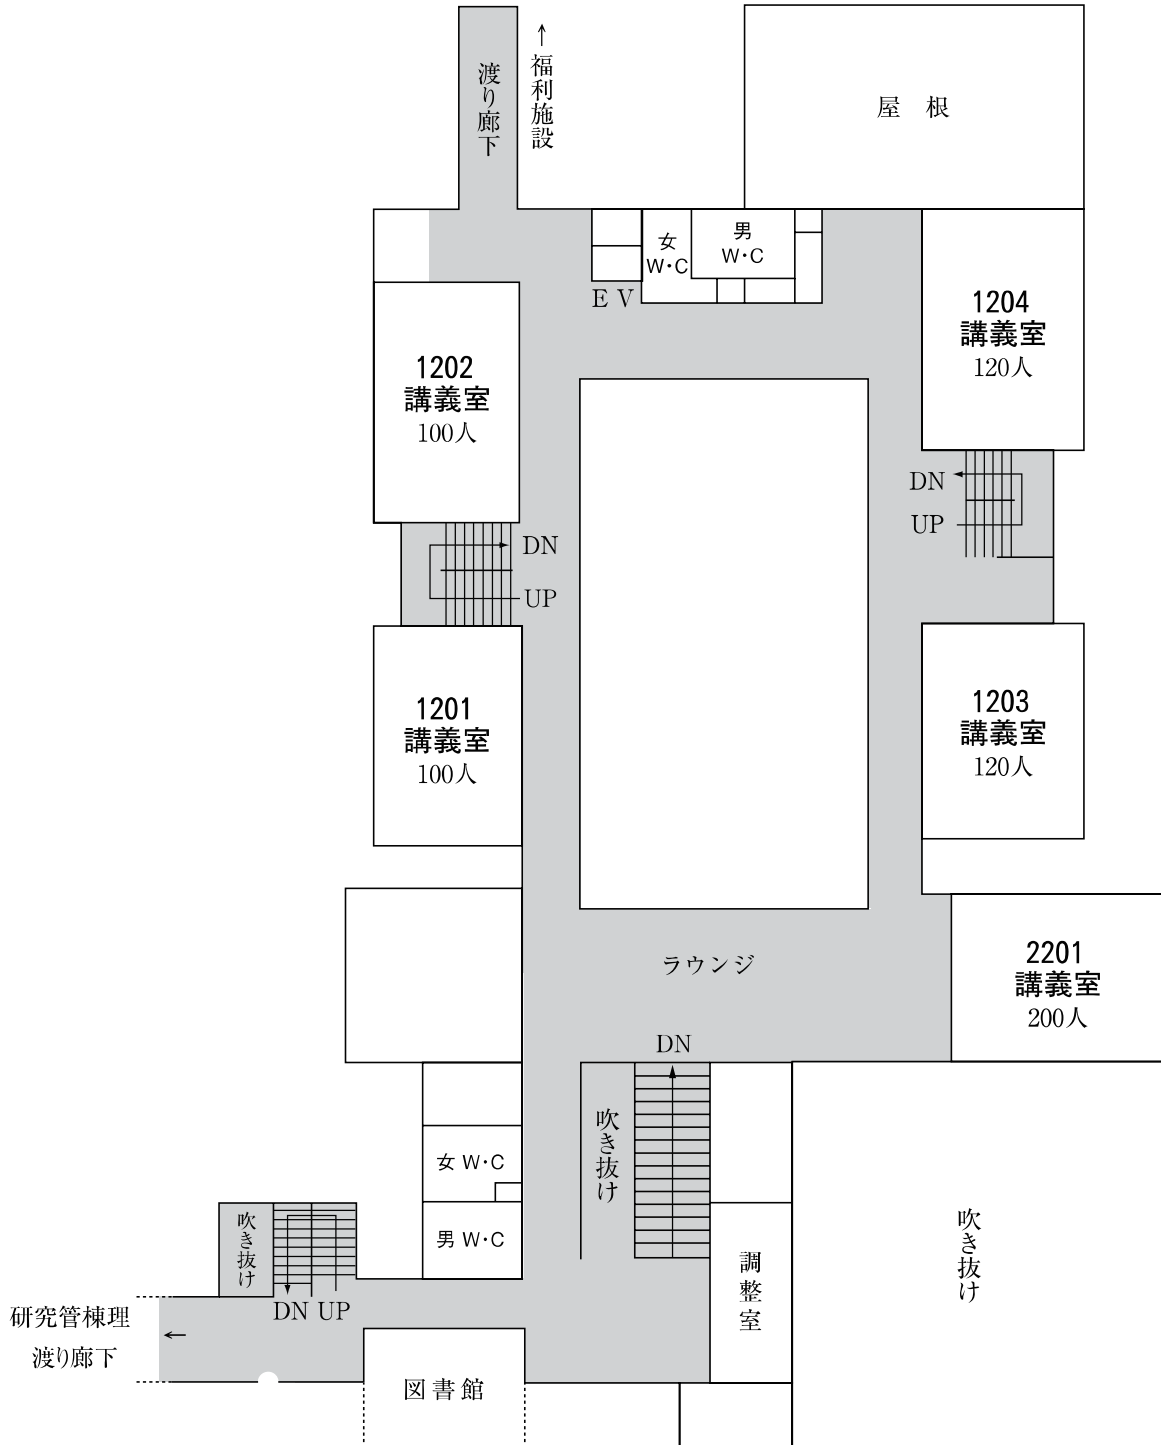 ↑福利施設
渡り廊下
屋 根
女
W・C
男
W・C
EV
1204
講義室
120人
1202
講義室
100人
DN
UP
DN
UP
1201
講義室
100人
1203
講義室
120人
ラウンジ
2201
講義室
200人
DN
吹き抜け
女 W・C
男 W・C
吹き抜け
DN UP
調整室
吹き抜け
研究管棟理
渡り廊下
←
図書館